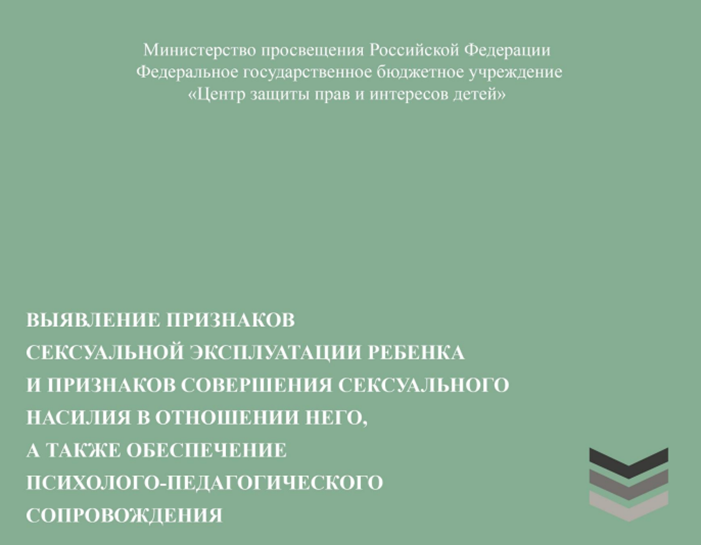 Министерство просвещения Российской Федерации
Федеральное государственное бюджетное учреждение
«Центр защиты прав и интересов детей»
ВЫЯВЛЕНИЕ ПРИЗНАКОВ
СЕКСУАЛЬНОЙ ЭКСПЛУАТАЦИИ РЕБЕНКА
И ПРИЗНАКОВ СОВЕРШЕНИЯ СЕКСУАЛЬНОГО
НАСИЛИЯ В ОТНОШЕНИИ НЕГО,
А ТАКЖЕ ОБЕСПЕЧЕНИЕ
ПСИХОЛОГО-ПЕДАГОГИЧЕСКОГО
СОПРОВОЖДЕНИЯ